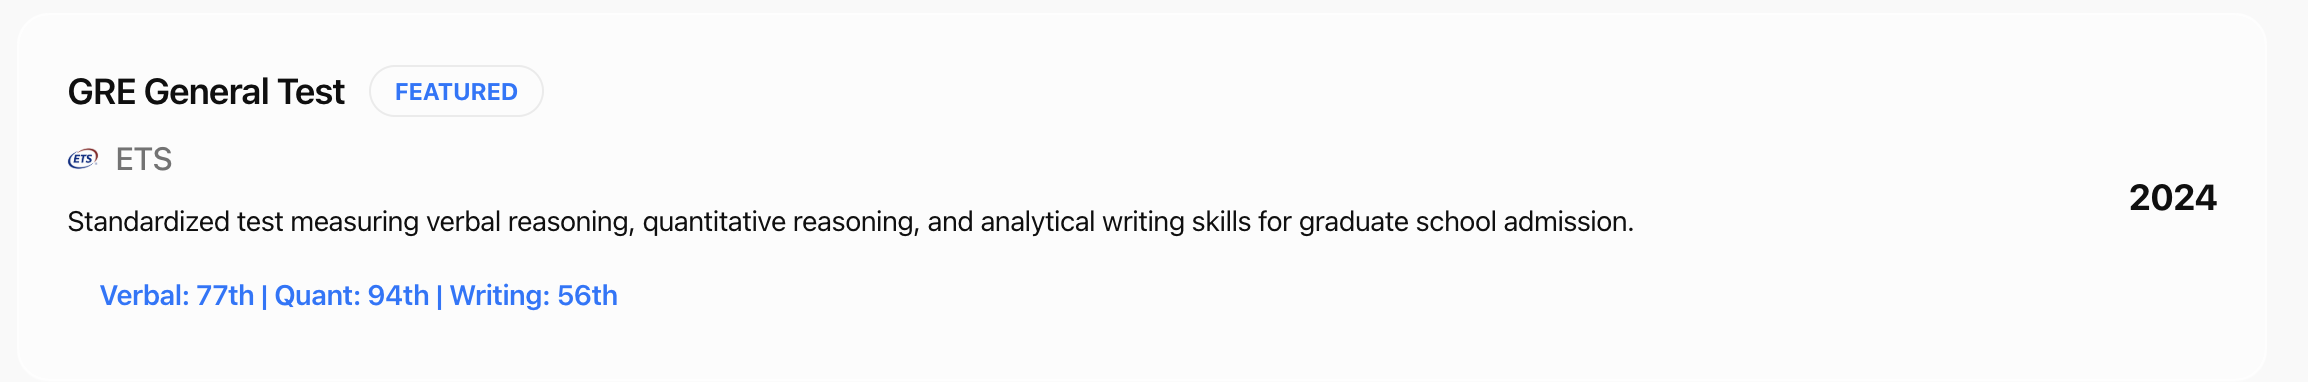 GRE General Test FEATURED
ETS ETS
Standardized test measuring verbal reasoning, quantitative reasoning, and analytical writing skills for graduate school admission.
2024
Verbal: 77th | Quant: 94th | Writing: 56th